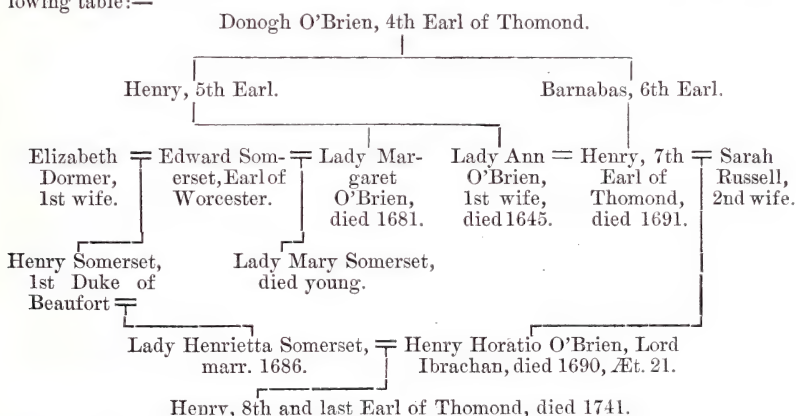 lowing table:—
Donogh O'Brien, 4th Earl of Thomond.
Henry, 5th Earl. Barnabas, 6th Earl.
Elizabeth = Edward Som- = Lady Mar- Lady Ann = Henry, 7th = Sarah
Dormer, erset, Earl of garet O'Brien, Earl of Russell,
1st wife. Worcester. O'Brien, 1st wife, Thomond, 2nd wife.
died 1681. died 1645. died 1691.
Henry Somerset, Lady Mary Somerset,
1st Duke of died young.
Beaufort =
Lady Henrietta Somerset, = Henry Horatio O'Brien, Lord
marr. 1686. Ibrachan, died 1690, Æt. 21.
Henry, 8th and last Earl of Thomond, died 1741.